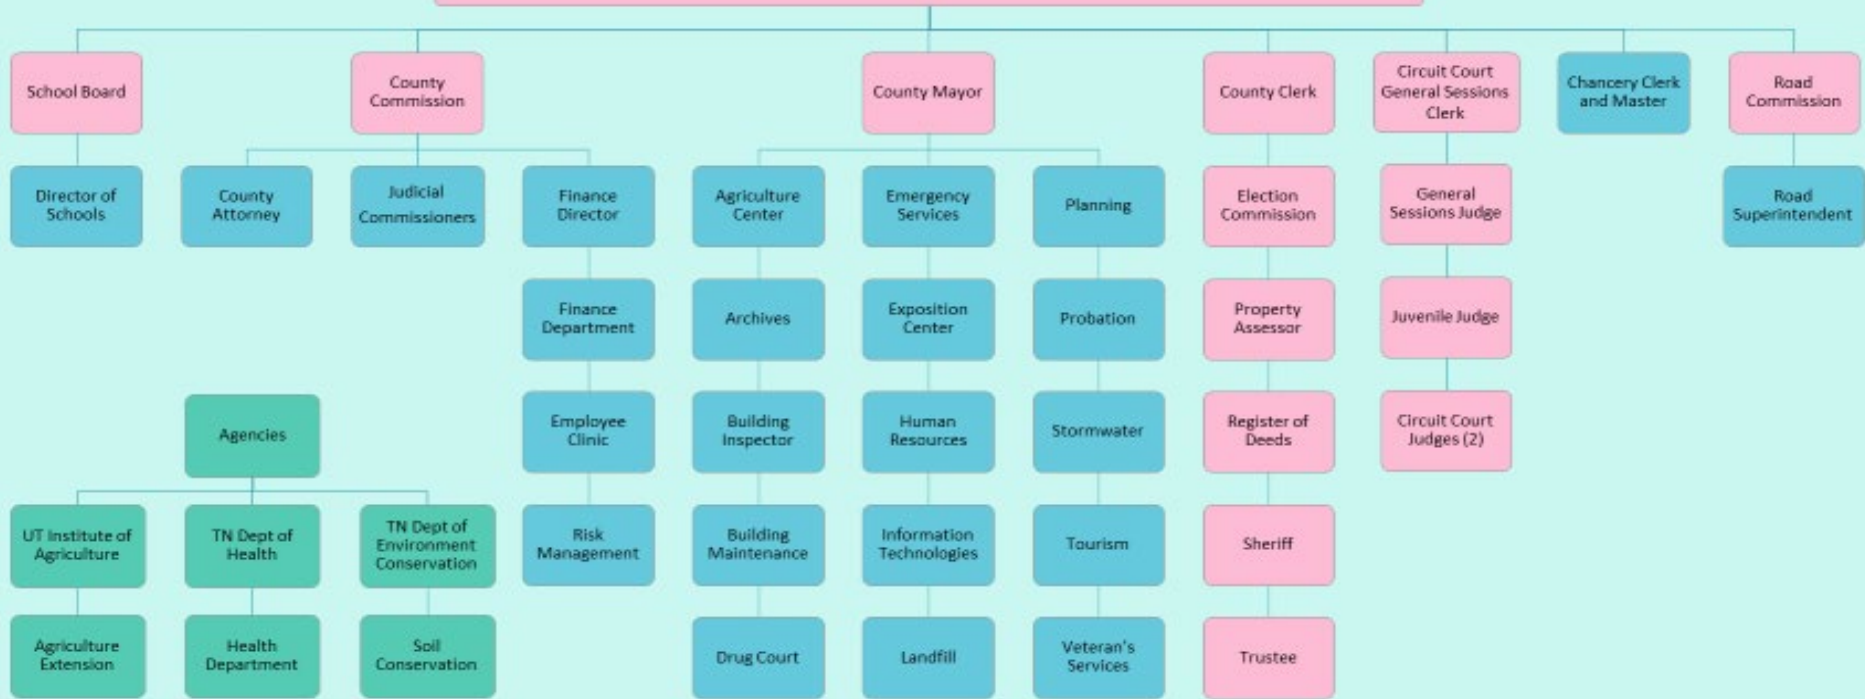 School Board
County
Commission
County Mayor
County Clerk
Circuit Court
General Sessions
Clerk
Chancery Clerk
and Master
Road
Commission
Director of
Schools
County
Attorney
Judicial
Commissioners
Finance
Director
Agriculture
Center
Emergency
Services
Planning
Election
Commission
General
Sessions Judge
Road
Superintendent
Finance
Department
Archives
Exposition
Center
Probation
Property
Assessor
Juvenile Judge
Agencies
Employee
Clinic
Building
Inspector
Human
Resources
Stormwater
Register of
Deeds
Circuit Court
Judges (2)
UT Institute of
Agriculture
TN Dept of
Health
TN Dept of
Environment
Conservation
Risk
Management
Building
Maintenance
Information
Technologies
Tourism
Sheriff
Agriculture
Extension
Health
Department
Soil
Conservation
Drug Court
Landfill
Veteran's
Services
Trustee